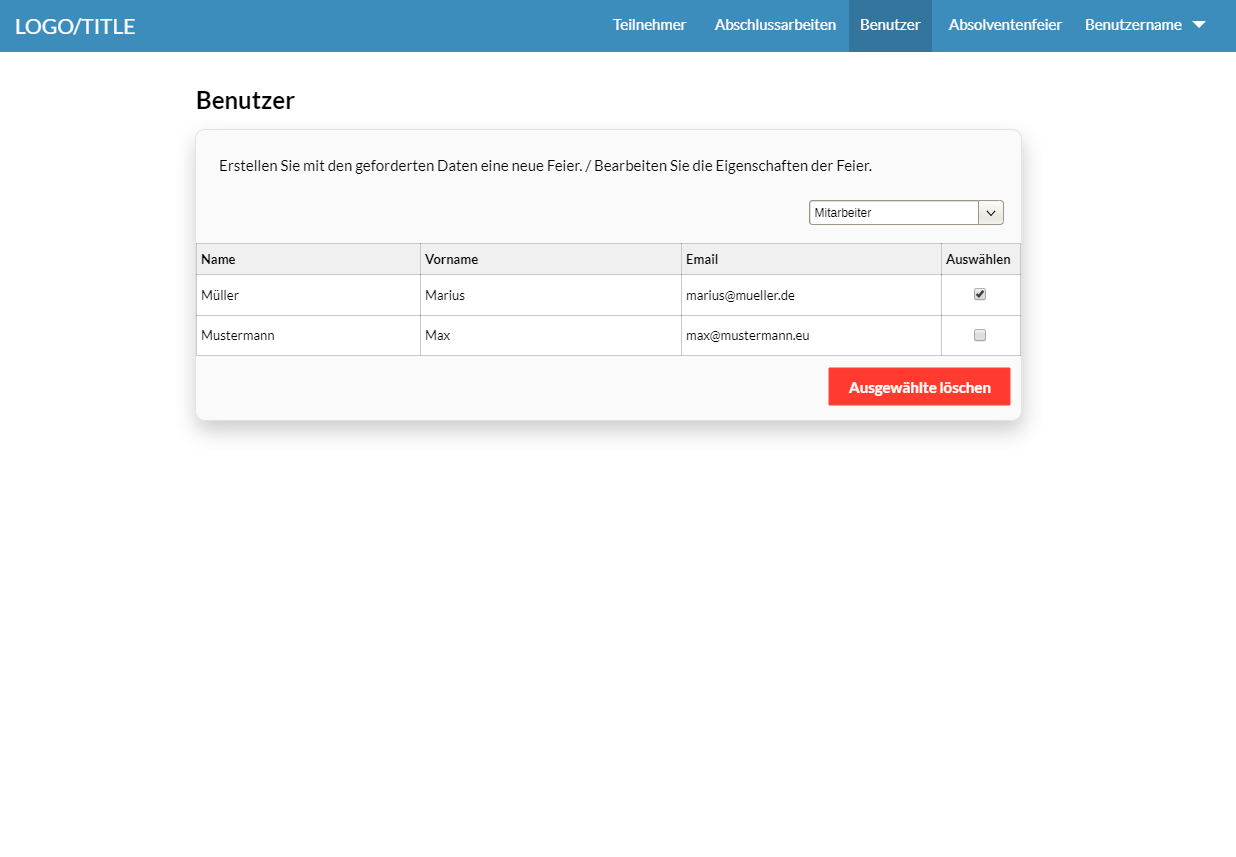 LOGO/TITLE Teilnehmer Abschlussarbeiten Benutzer Absolventenfeier Benutzername
Benutzer
Erstellen Sie mit den geforderten Daten eine neue Feier. / Bearbeiten Sie die Eigenschaften der Feier.
Mitarbeiter
Name Vorname Email Auswählen
Müller Marius marius@mueller.de
Mustermann Max max@mustermann.eu
Ausgewählte löschen